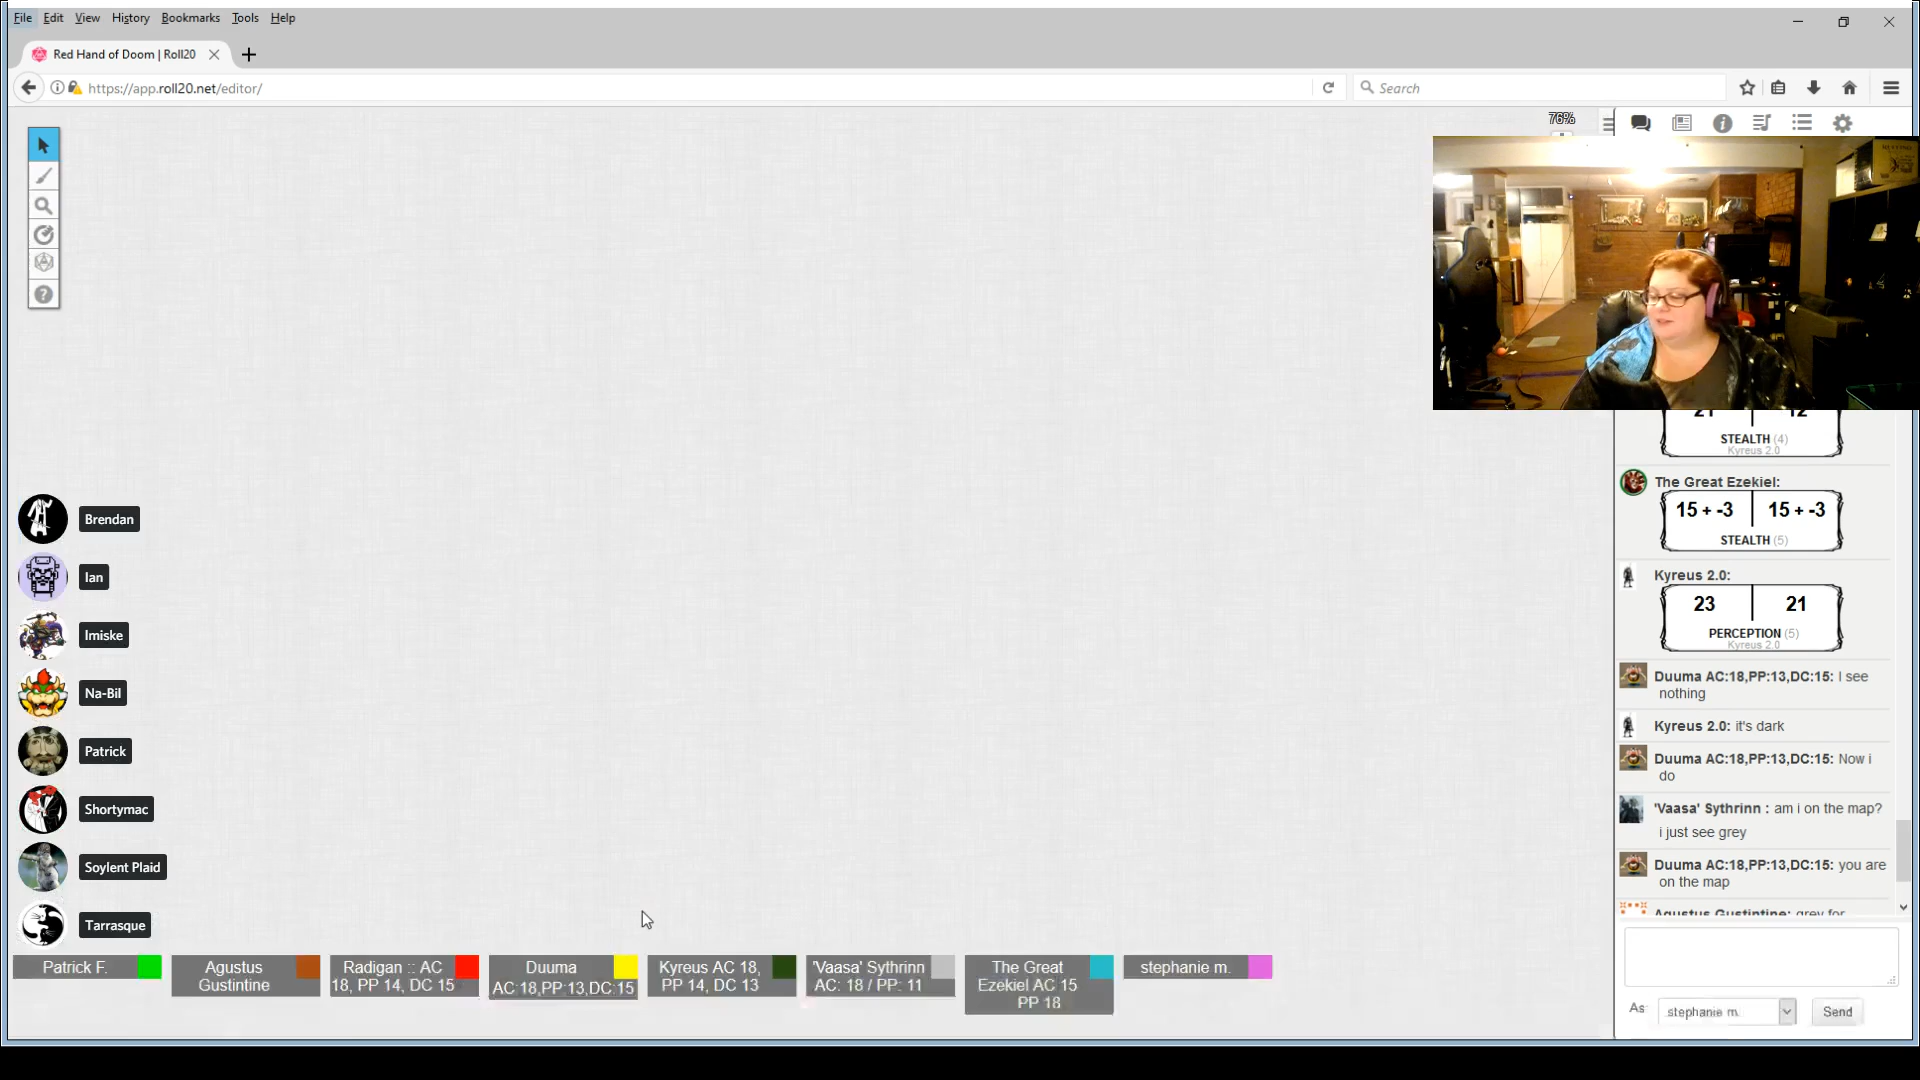 File Edit View History Bookmarks Tools Help
Red Hand of Doom | Roll20
https://app.roll20.net/editor/
Search
76%
21 12
STEALTH (4)
Kyreus 2.0
The Great Ezekiel:
15 + -3 15 + -3
STEALTH (5)
Kyreus 2.0:
23 21
PERCEPTION (5)
Kyreus 2.0
Duuma AC:18,PP:13,DC:15: I see
nothing
Kyreus 2.0: it's dark
Duuma AC:18,PP:13,DC:15: Now i
do
'Vaasa' Sythrinn : am i on the map?
i just see grey
Duuma AC:18,PP:13,DC:15: you are
on the map
Agustus Gustintine: grey for
Brendan
Ian
Imiske
Na-Bil
Patrick
Shortymac
Soylent Plaid
Tarrasque
Patrick F.
Agustus
Gustintine
Radigan :: AC
18, PP 14, DC 15
Duuma
AC:18,PP:13,DC:15
Kyreus AC 18,
PP 14, DC 13
'Vaasa' Sythrinn
AC: 18 / PP: 11
The Great
Ezekiel AC 15
PP 18
stephanie m.
As: stephanie m. Send